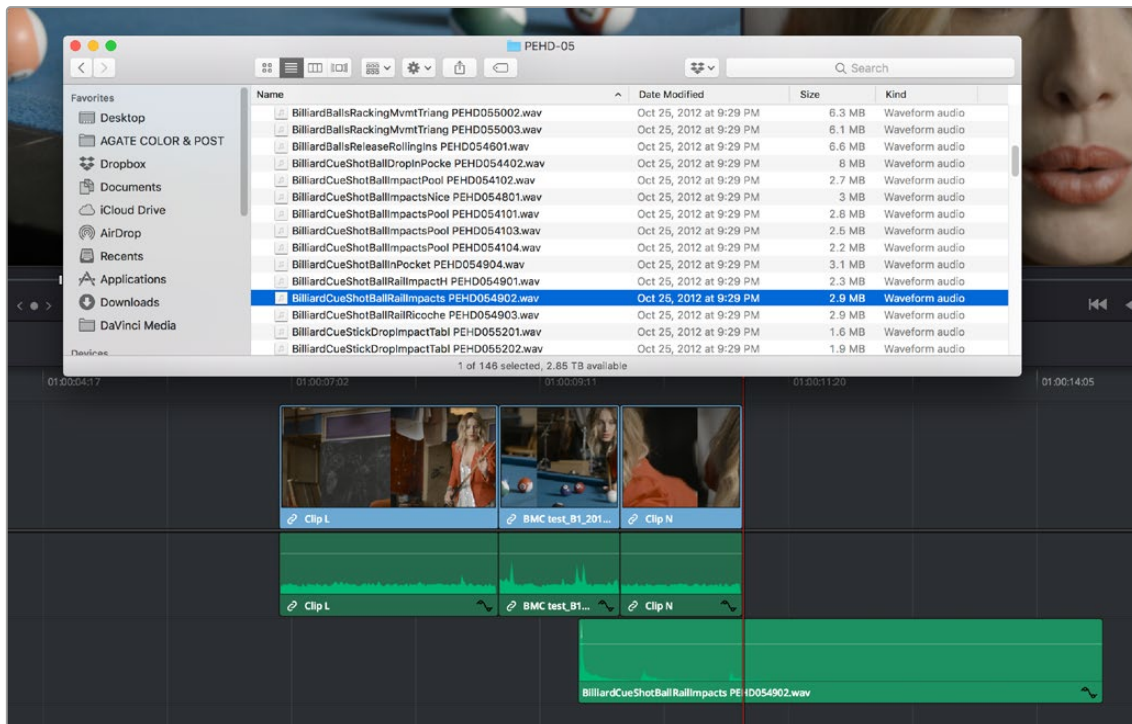 PEHD-05
Search
Favorites
Desktop
AGATE COLOR & POST
Dropbox
Documents
iCloud Drive
AirDrop
Recents
Applications
Downloads
DaVinci Media
Devices
Name Date Modified Size Kind
BilliardBallsRackingMvmtTriang PEHD055002.wav Oct 25, 2012 at 9:29 PM 6.3 MB Waveform audio
BilliardBallsRackingMvmtTriang PEHD055003.wav Oct 25, 2012 at 9:29 PM 6.1 MB Waveform audio
BilliardBallsReleaseRollingIns PEHD054601.wav Oct 25, 2012 at 9:29 PM 6.6 MB Waveform audio
BilliardCueShotBallDropInPocke PEHD054402.wav Oct 25, 2012 at 9:29 PM 8 MB Waveform audio
BilliardCueShotBallImpactPool PEHD054102.wav Oct 25, 2012 at 9:29 PM 2.7 MB Waveform audio
BilliardCueShotBallImpactsNice PEHD054801.wav Oct 25, 2012 at 9:29 PM 3 MB Waveform audio
BilliardCueShotBallImpactsPool PEHD054101.wav Oct 25, 2012 at 9:29 PM 2.8 MB Waveform audio
BilliardCueShotBallImpactsPool PEHD054103.wav Oct 25, 2012 at 9:29 PM 2.5 MB Waveform audio
BilliardCueShotBallImpactsPool PEHD054104.wav Oct 25, 2012 at 9:29 PM 2.2 MB Waveform audio
BilliardCueShotBallInPocket PEHD054904.wav Oct 25, 2012 at 9:29 PM 3.1 MB Waveform audio
BilliardCueShotBallRailImpactH PEHD054901.wav Oct 25, 2012 at 9:29 PM 2.3 MB Waveform audio
BilliardCueShotBallRailImpacts PEHD054902.wav Oct 25, 2012 at 9:29 PM 2.9 MB Waveform audio
BilliardCueShotBallRailRicoche PEHD054903.wav Oct 25, 2012 at 9:29 PM 2.9 MB Waveform audio
BilliardCueStickDropImpactTabl PEHD055201.wav Oct 25, 2012 at 9:29 PM 1.6 MB Waveform audio
BilliardCueStickDropImpactTabl PEHD055202.wav Oct 25, 2012 at 9:29 PM 1.9 MB Waveform audio
1 of 146 selected, 2.85 TB available
01:00:04:17 01:00:07:02 01:00:09:11 01:00:11:20 01:00:14:05
Clip L BMC test_B1_201... Clip N
Clip L BMC test_B1... Clip N
BilliardCueShotBallRailImpacts PEHD054902.wav